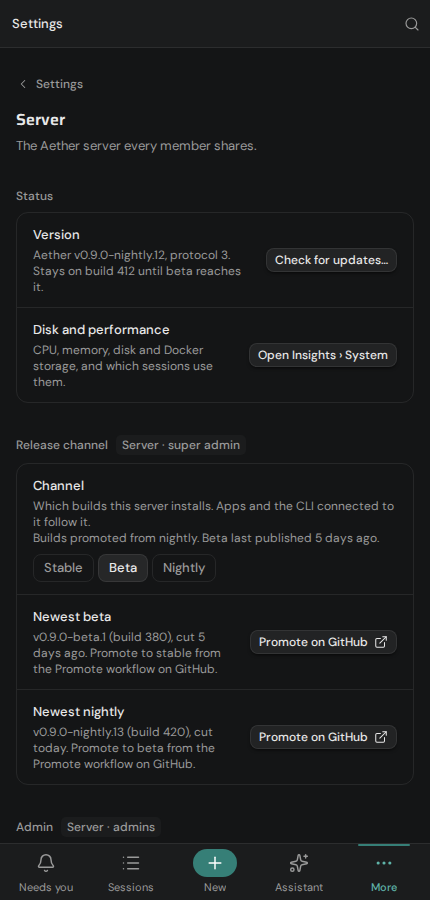 Settings
Settings
Server
The Aether server every member shares.
Status
Version
Aether v0.9.0-nightly.12, protocol 3.
Stays on build 412 until beta reaches
it.
Check for updates…
Disk and performance
CPU, memory, disk and Docker
storage, and which sessions use
them.
Open Insights › System
Release channel
Server · super admin
Channel
Which builds this server installs. Apps and the CLI connected to
it follow it.
Builds promoted from nightly. Beta last published 5 days ago.
Stable
Beta
Nightly
Newest beta
v0.9.0-beta.1 (build 380), cut 5
days ago. Promote to stable from
the Promote workflow on GitHub.
Promote on GitHub
Newest nightly
v0.9.0-nightly.13 (build 420), cut
today. Promote to beta from the
Promote workflow on GitHub.
Promote on GitHub
Admin
Server · admins
Needs you
Sessions
New
Assistant
More